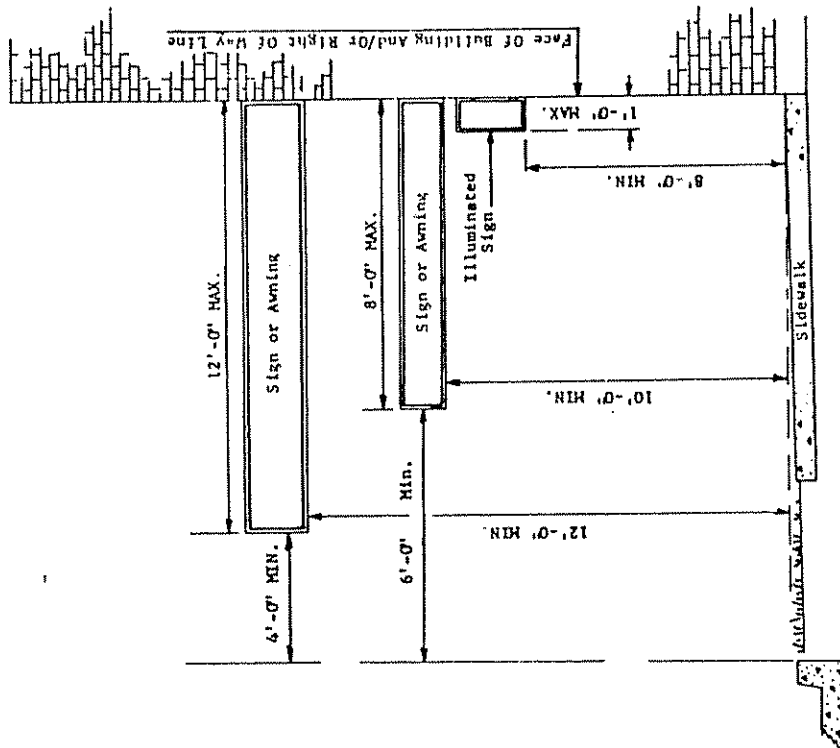 Face Of Building And/Or Right Of Way Line
12'-0" MAX.
Sign or Awning
4'-0" MIN.
8'-0" MAX.
Sign or Awning
6'-0" Min.
Illuminated
Sign
1'-0" MAX.
8'-0" MIN.
10'-0" MIN.
12'-0" MIN.
Sidewalk